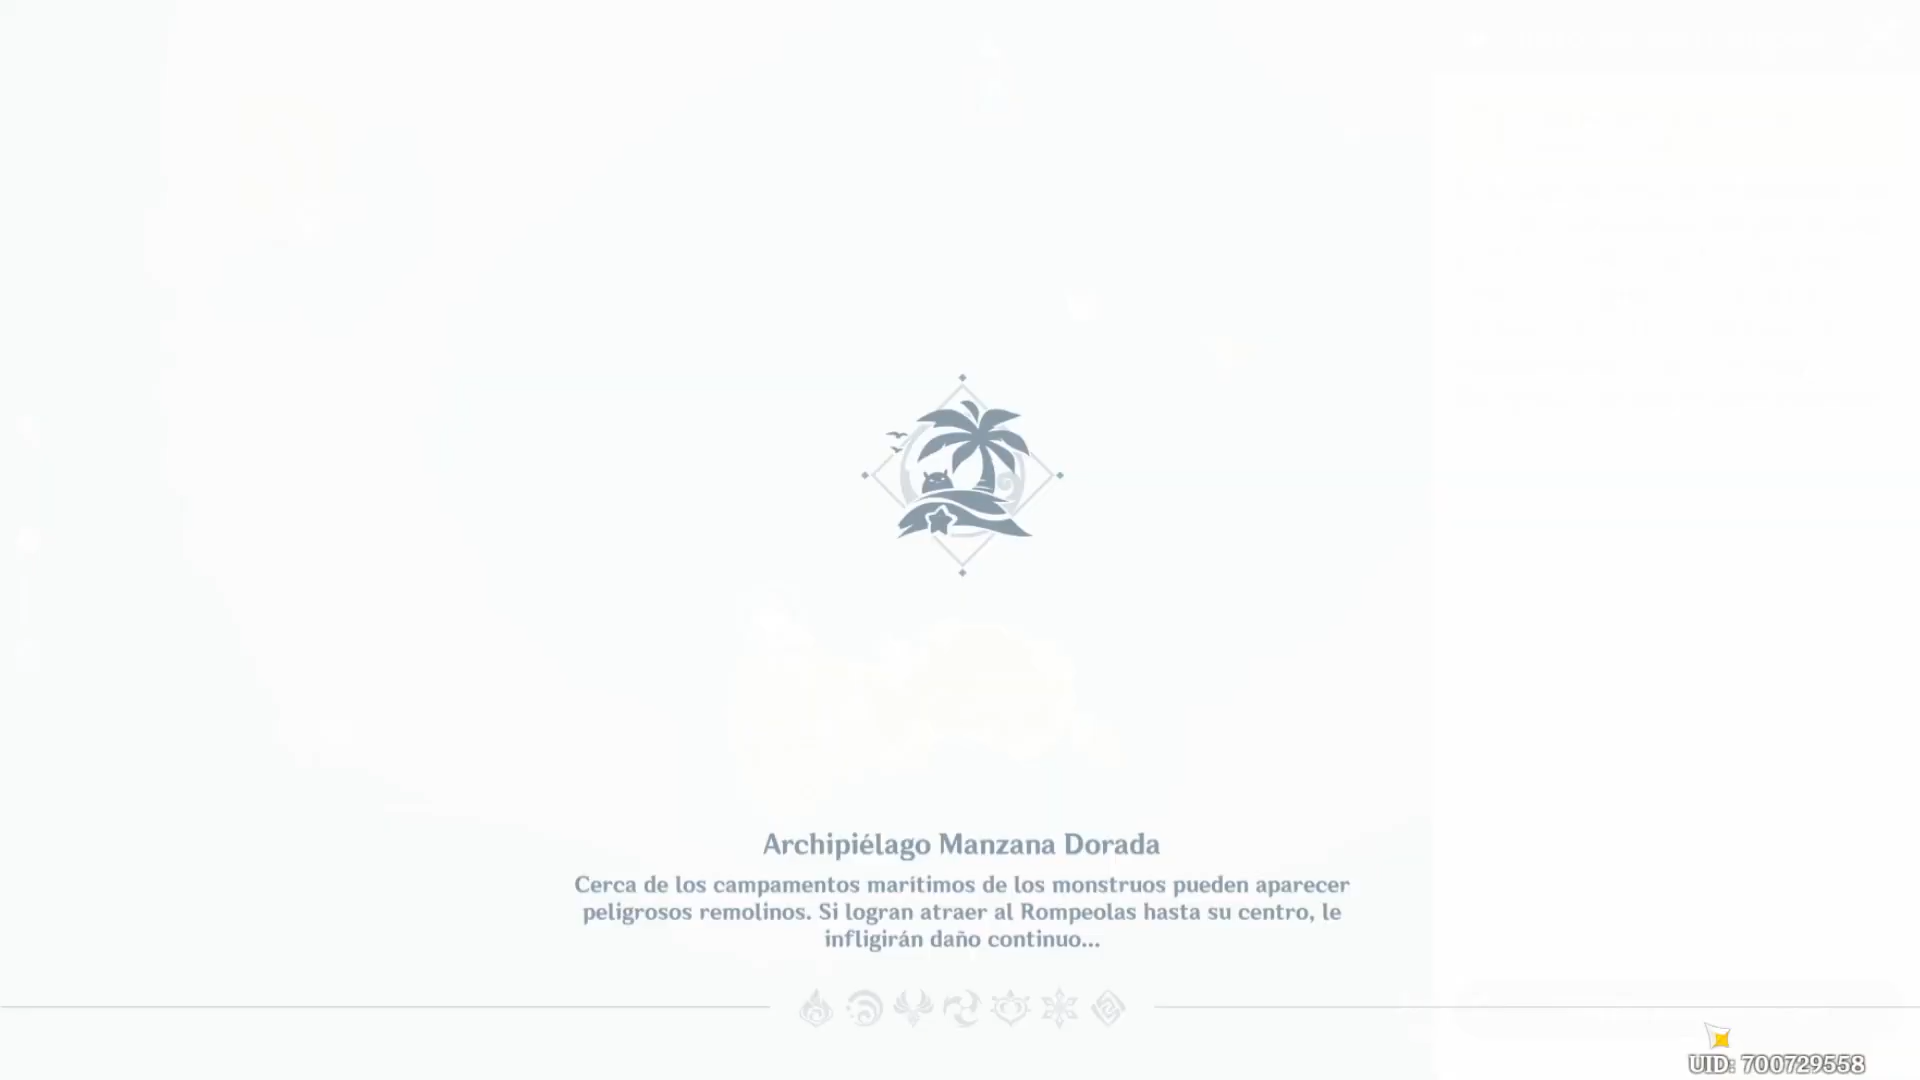 Archipiélago Manzana Dorada
Cerca de los campamentos marítimos de los monstruos pueden aparecer
peligrosos remolinos. Si logran atraer al Rompeolas hasta su centro, le
infligirán daño continuo...
UID: 700729558